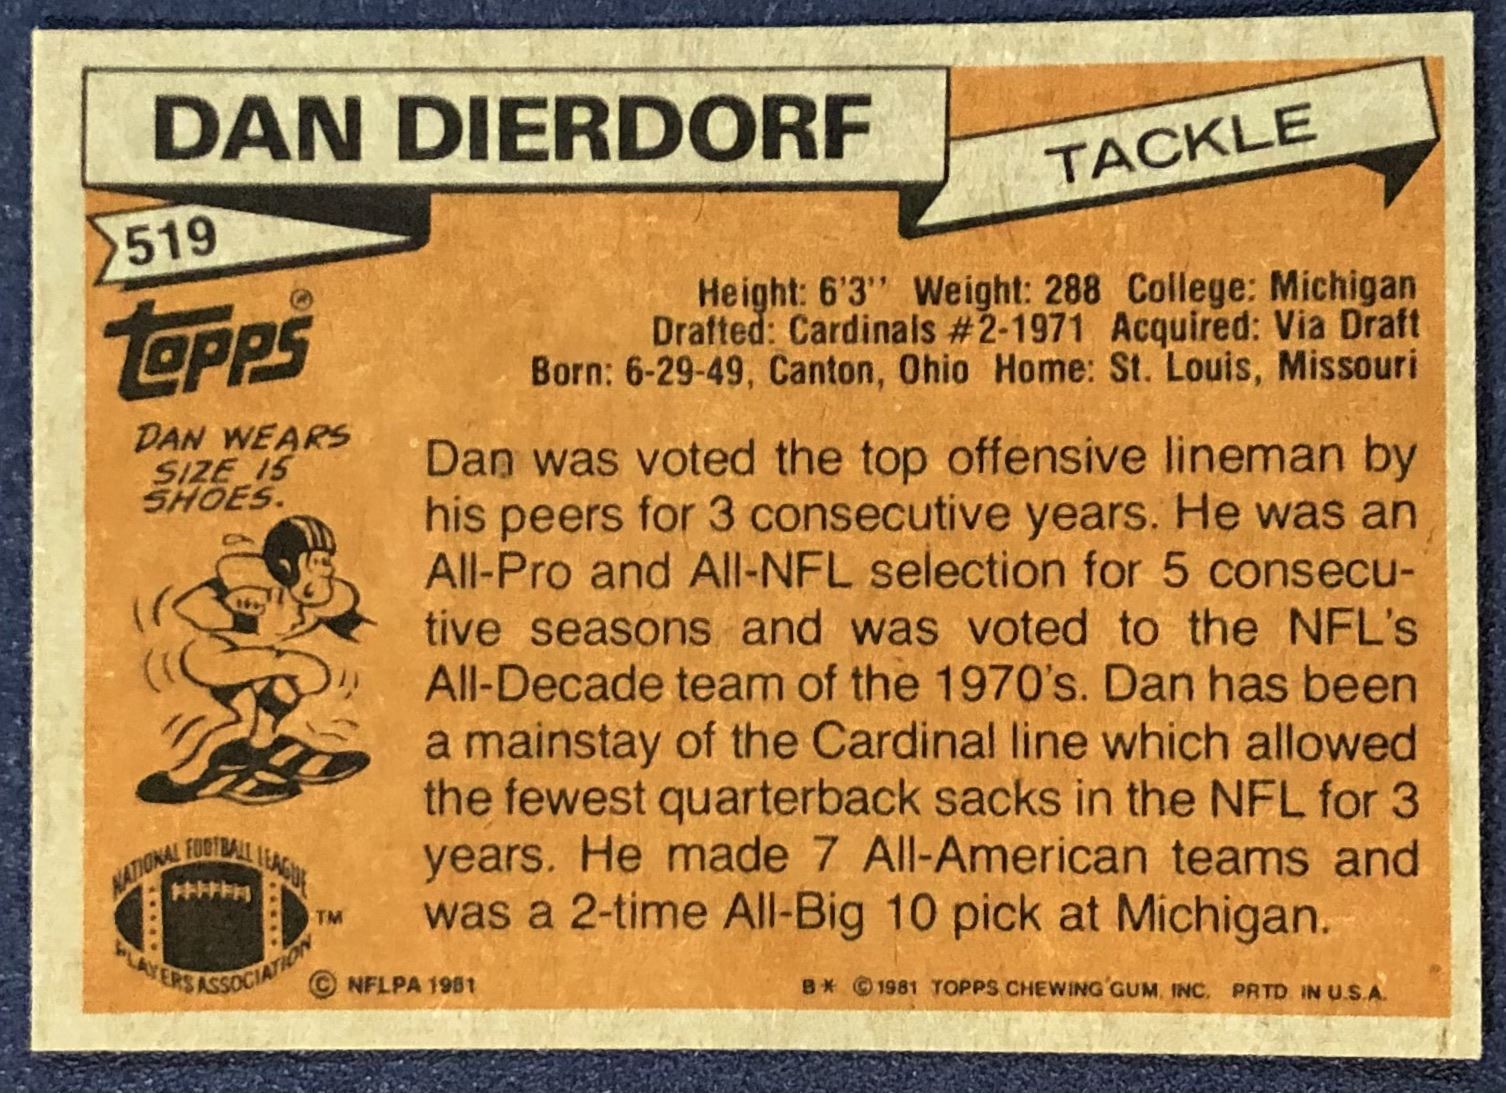 DAN DIERDORF
TACKLE
519
TOPPS®
Height: 6'3'' Weight: 288 College: Michigan
Drafted: Cardinals #2-1971 Acquired: Via Draft
Born: 6-29-49, Canton, Ohio Home: St. Louis, Missouri
DAN WEARS
SIZE 15
SHOES.
Dan was voted the top offensive lineman by
his peers for 3 consecutive years. He was an
All-Pro and All-NFL selection for 5 consecu-
tive seasons and was voted to the NFL's
All-Decade team of the 1970's. Dan has been
a mainstay of the Cardinal line which allowed
the fewest quarterback sacks in the NFL for 3
years. He made 7 All-American teams and
was a 2-time All-Big 10 pick at Michigan.
NATIONAL FOOTBALL LEAGUE
PLAYERS ASSOCIATION
TM
© NFLPA 1981
B* ©1981 TOPPS CHEWING GUM, INC. PRTD. IN U.S.A.